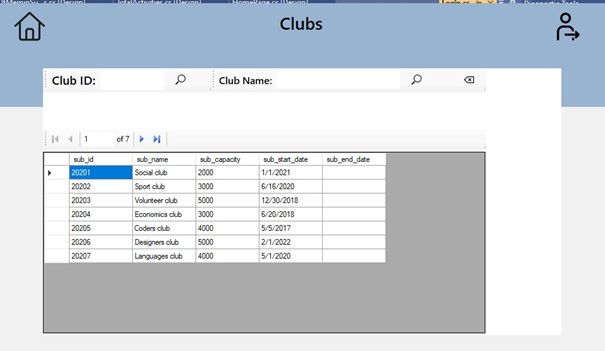 HomePage.cs [Design]
Clubs
Club ID: Club Name:
1 of 7
sub_id sub_name sub_capacity sub_start_date sub_end_date
20201 Social club 2000 1/1/2021
20202 Sport club 3000 6/16/2020
20203 Volunteer club 5000 12/30/2018
20204 Economics club 3000 6/20/2018
20205 Coders club 4000 5/5/2017
20206 Designers club 5000 2/1/2022
20207 Languages club 4000 5/1/2020